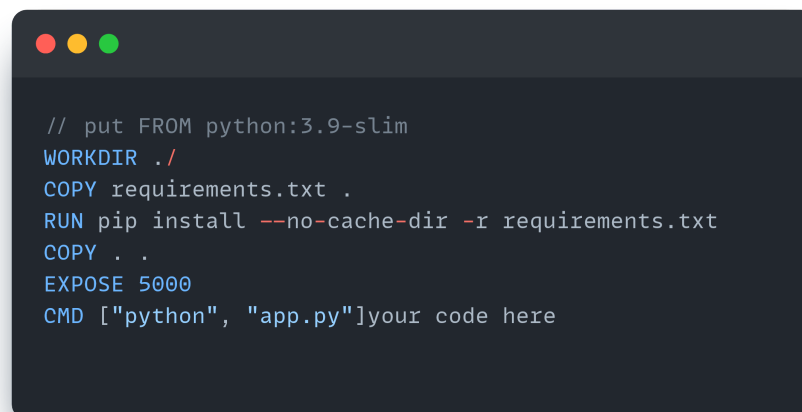 // put FROM python:3.9-slim
WORKDIR ./
COPY requirements.txt .
RUN pip install --no-cache-dir -r requirements.txt
COPY . .
EXPOSE 5000
CMD ["python", "app.py"]your code here